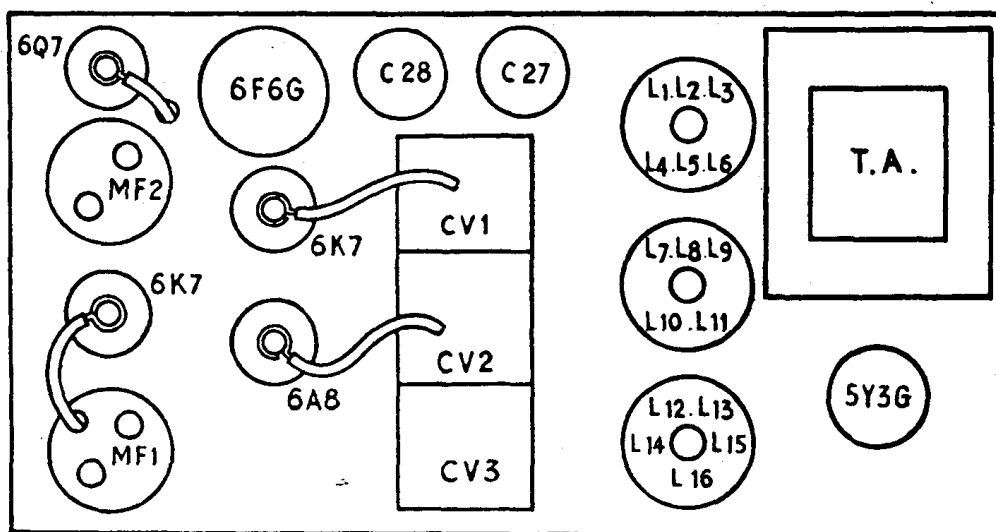 6Q7
6F6G
C28
C27
L1.L2.L3
L4.L5.L6
T.A.
MF2
6K7
CV1
L7.L8.L9
L10.L11
6K7
6A8
CV2
5Y3G
MF1
CV3
L12.L13
L14 L15
L16